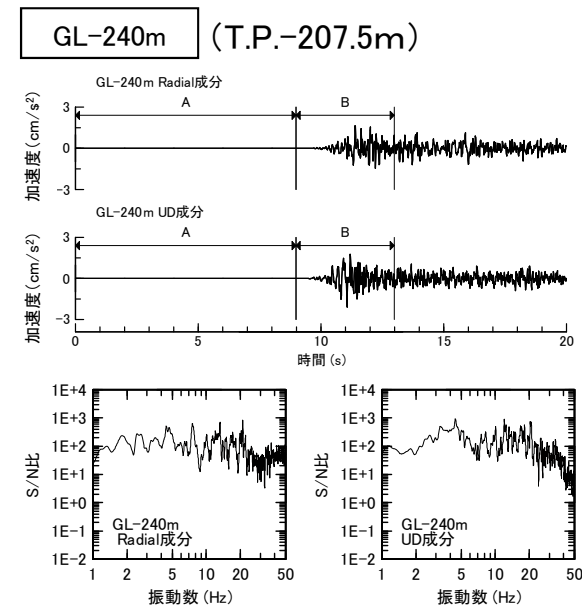 GL-240m (T.P.-207.5m)
GL-240m Radial成分
加速度(cm/s²)
3
0
-3
A
B
GL-240m UD成分
加速度(cm/s²)
3
0
-3
A
B
0 5 10 15 20
時間(s)
S/N比
1E+4
1E+3
1E+2
1E+1
1E+0
1E-1
1E-2
GL-240m
Radial成分
1 2 5 10 20 50
振動数(Hz)
S/N比
1E+4
1E+3
1E+2
1E+1
1E+0
1E-1
1E-2
GL-240m
UD成分
1 2 5 10 20 50
振動数(Hz)